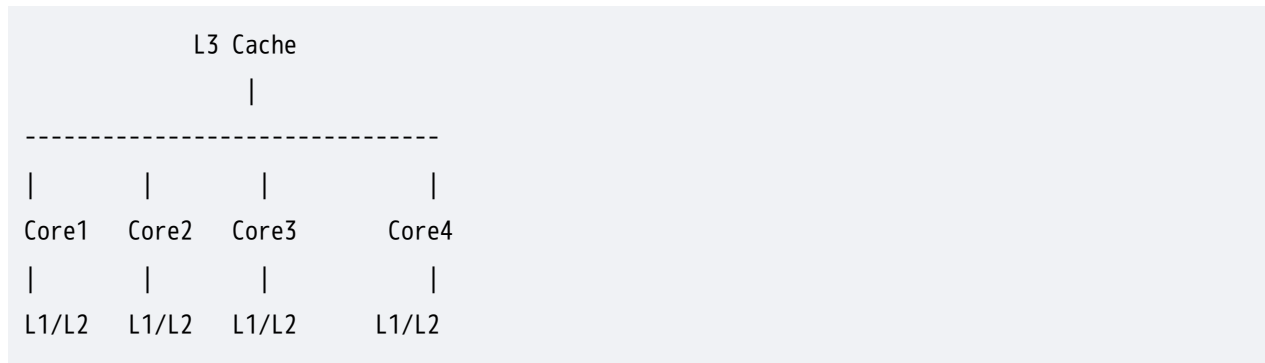 L3 Cache
                 |
--------------------------------
|        |        |            |
Core1   Core2   Core3       Core4
|        |        |            |
L1/L2   L1/L2   L1/L2      L1/L2